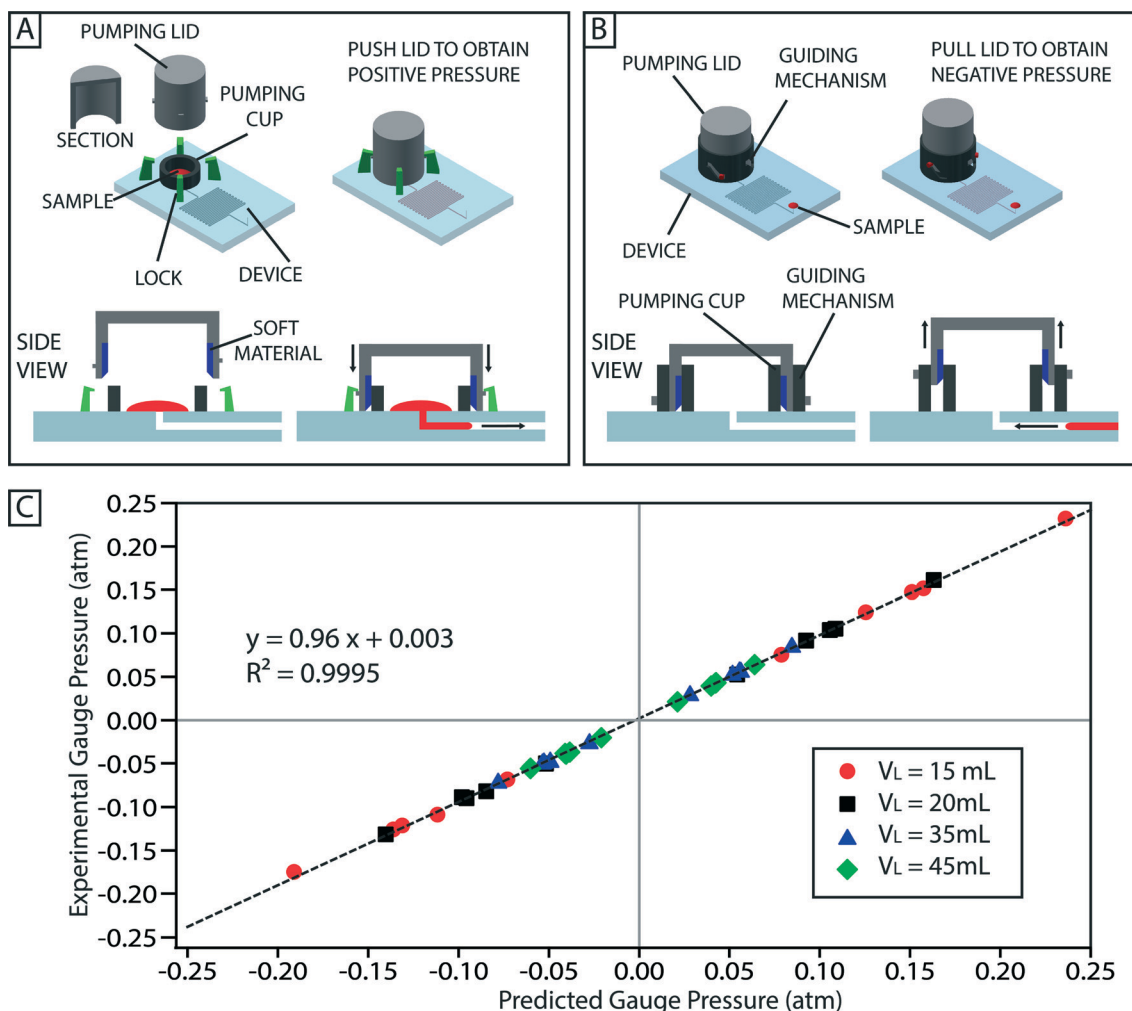 A
PUMPING LID
PUSH LID TO OBTAIN
POSITIVE PRESSURE
PUMPING
CUP
SECTION
SAMPLE
LOCK
DEVICE
SIDE
VIEW
SOFT
MATERIAL
B
PUMPING LID
GUIDING
MECHANISM
PULL LID TO OBTAIN
NEGATIVE PRESSURE
SAMPLE
DEVICE
PUMPING CUP
GUIDING
MECHANISM
SIDE
VIEW
C
Experimental Gauge Pressure (atm)
0.25
0.20
0.15
0.10
0.05
0.00
-0.05
-0.10
-0.15
-0.20
-0.25
y = 0.96 x + 0.003
R² = 0.9995
VL = 15 mL
VL = 20mL
VL = 35mL
VL = 45mL
-0.25 -0.20 -0.15 -0.10 -0.05 0.00 0.05 0.10 0.15 0.20 0.25
Predicted Gauge Pressure (atm)